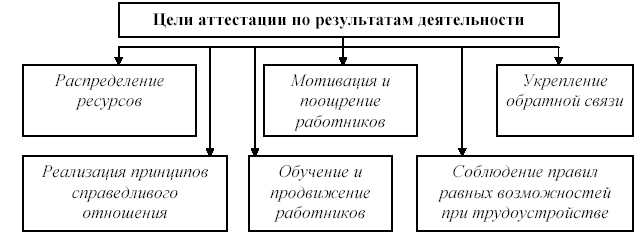 Цели аттестации по результатам деятельности
Распределение
ресурсов
Мотивация и
поощрение
работников
Укрепление
обратной связи
Реализация принципов
справедливого
отношения
Обучение и
продвижение
работников
Соблюдение правил
равных возможностей
при трудоустройстве